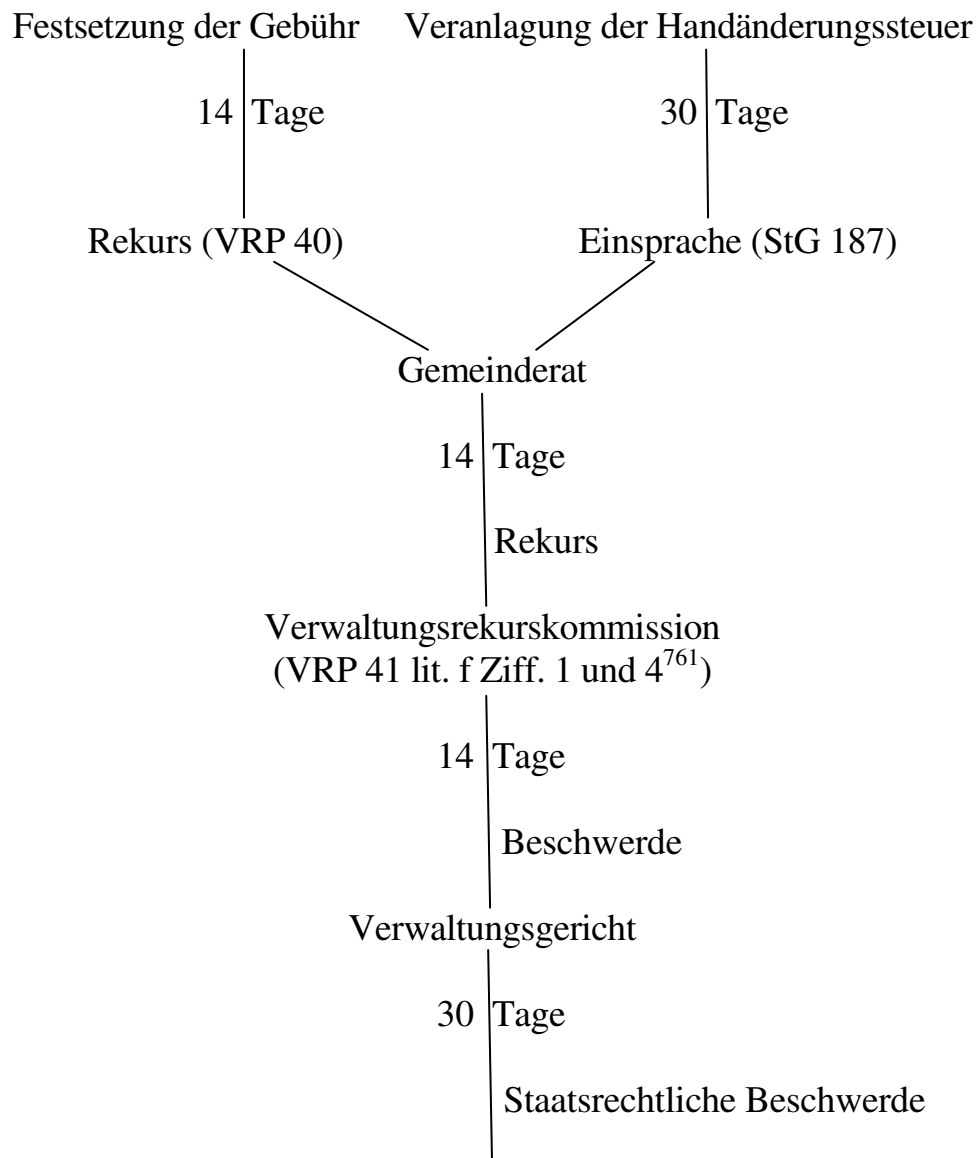 Festsetzung der Gebühr Veranlagung der Handänderungssteuer
14 Tage 30 Tage
Rekurs (VRP 40) Einsprache (StG 187)
Gemeinderat
14 Tage
Rekurs
Verwaltungsrekurskommission
(VRP 41 lit. f Ziff. 1 und 4761)
14 Tage
Beschwerde
Verwaltungsgericht
30 Tage
Staatsrechtliche Beschwerde